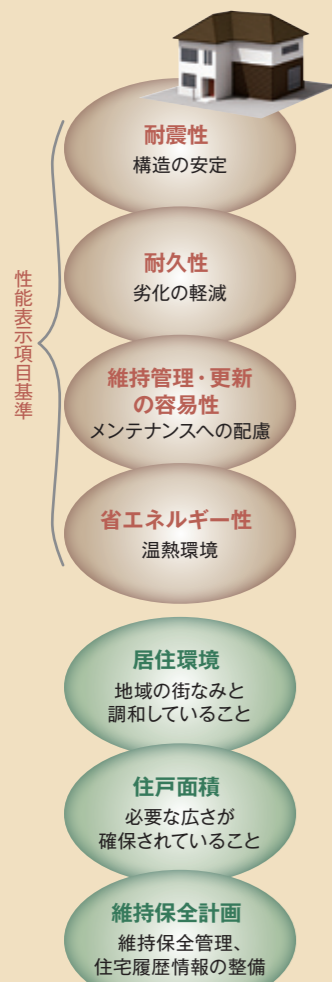 耐震性
構造の安定
耐久性
劣化の軽減
性能表示項目基準
維持管理・更新
の容易性
メンテナンスへの配慮
省エネルギー性
温熱環境
居住環境
地域の街なみと
調和していること
住戸面積
必要な広さが
確保されていること
維持保全計画
維持保全管理、
住宅履歴情報の整備